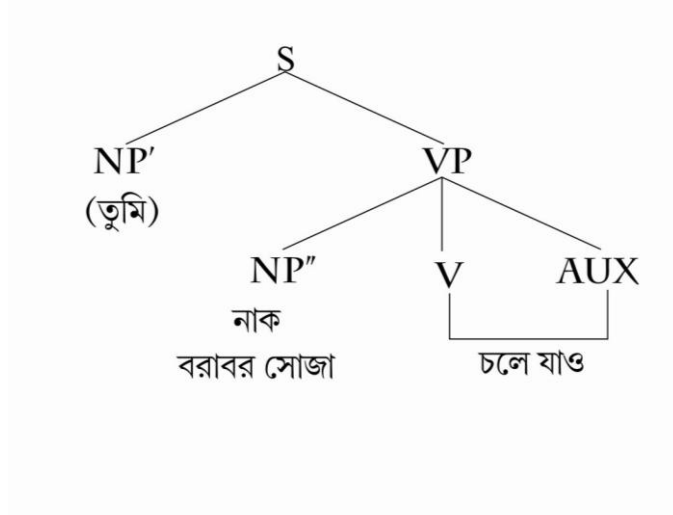 S
NP′ VP
(তুমি)
NP″ V AUX
নাক
বরাবর সোজা চলে যাও